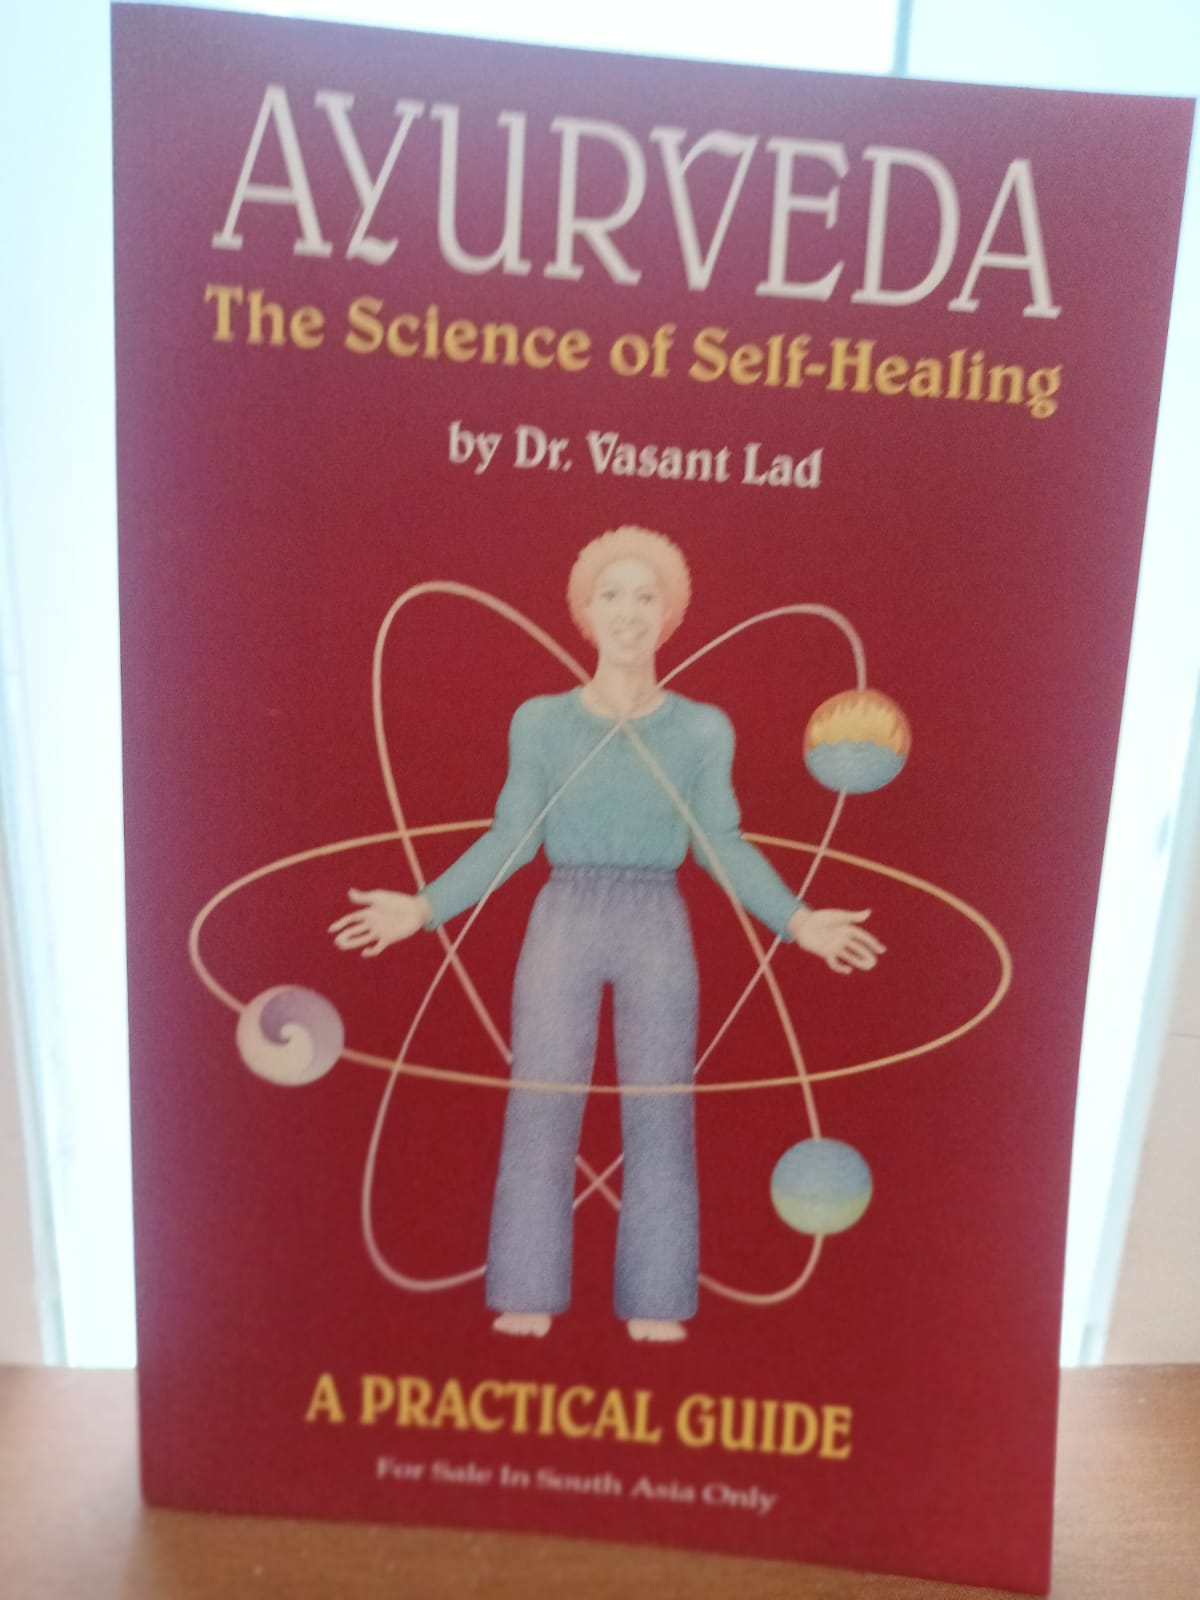 AYURVEDA
The Science of Self-Healing
by Dr. Vasant Lad
A PRACTICAL GUIDE
For Sale In South Asia Only